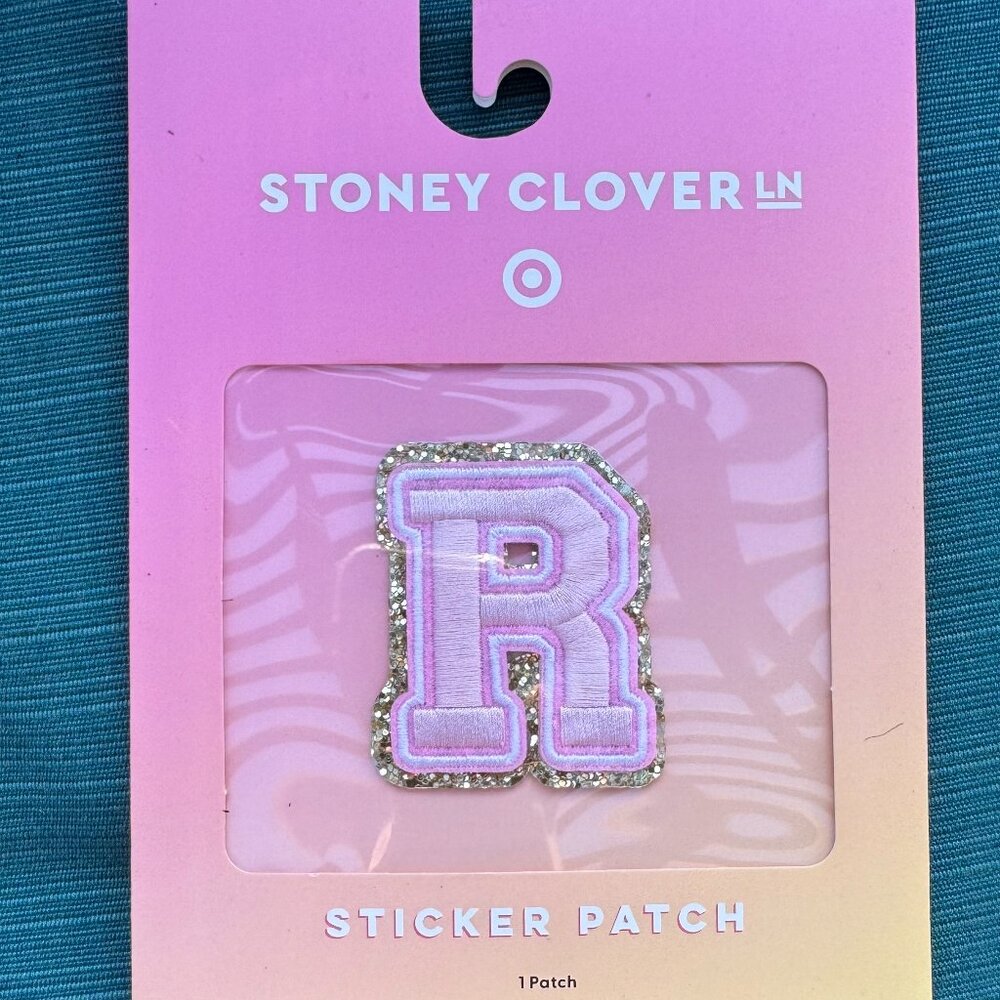 STONEY CLOVER LN
R
STICKER PATCH
1 Patch